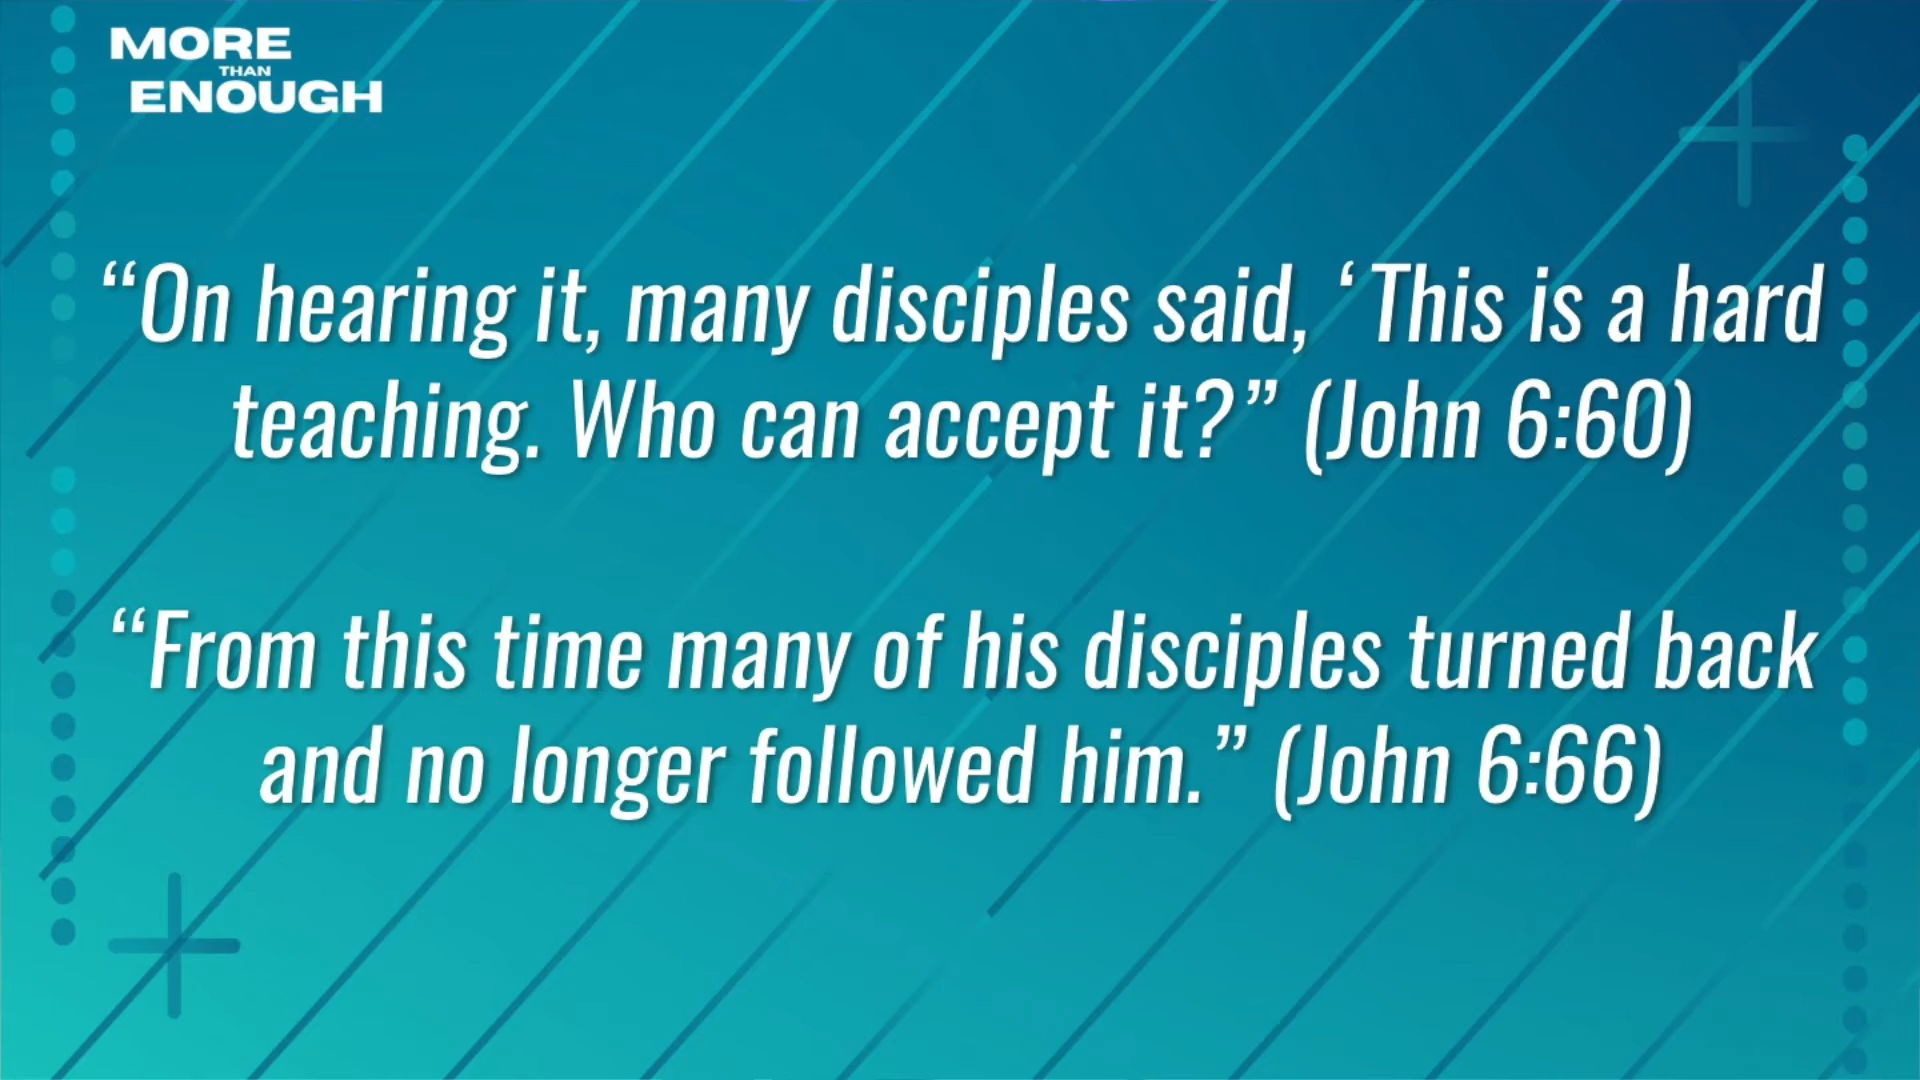 MORE
THAN
ENOUGH
“On hearing it, many disciples said, ‘This is a hard
teaching. Who can accept it?” (John 6:60)
“From this time many of his disciples turned back
and no longer followed him.” (John 6:66)